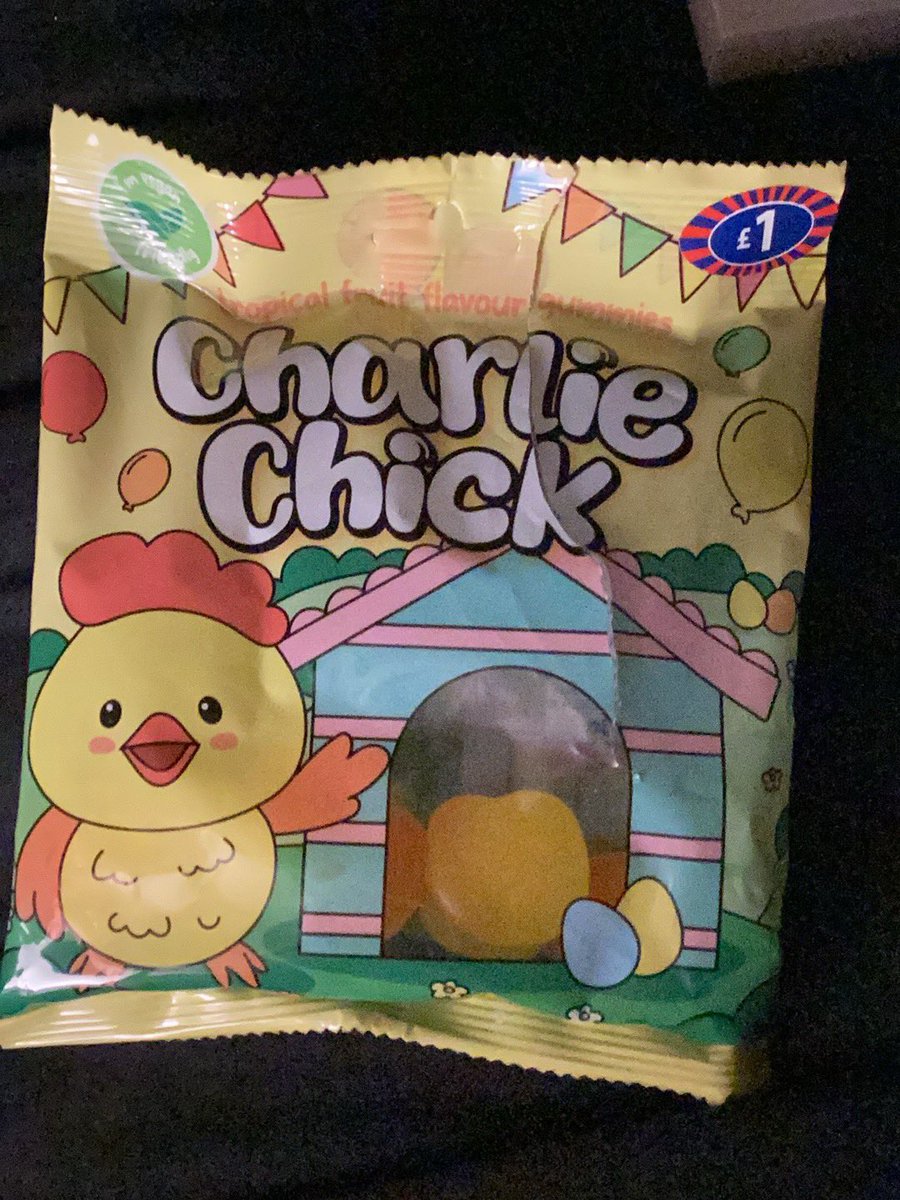 £1
tropical fruit flavour gummies
Charlie
Chick